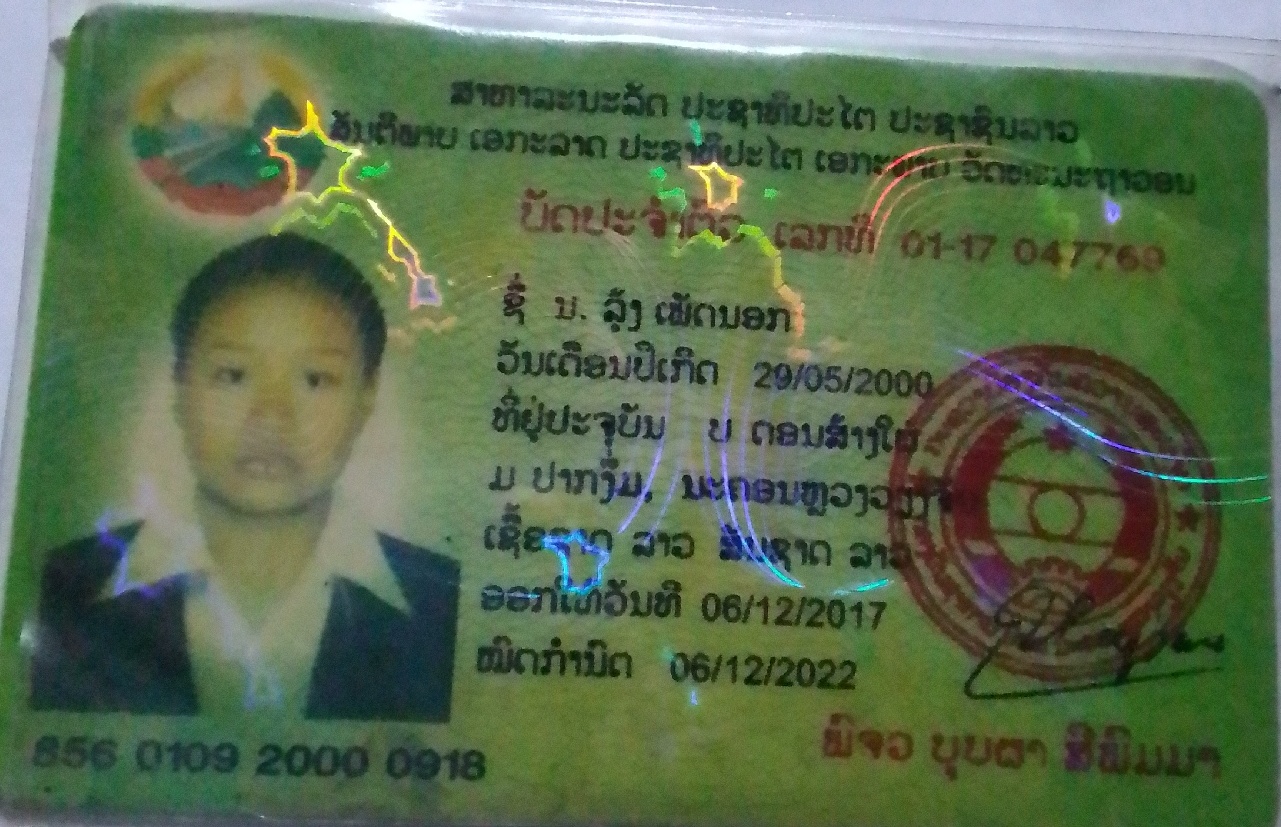 ສາທາລະນະລັດ ປະຊາທິປະໄຕ ປະຊາຊົນລາວ
ສັນຕິພາບ ເອກະລາດ ປະຊາທິປະໄຕ ເອກະພາບ ວັດທະນະຖາວອນ
ບັດປະຈຳຕົວ ເລກທີ 01-17 047769
ຊື່ ນ. ລຸ້ງ ເພັດນອກ
ວັນເດືອນປີເກີດ 29/05/2000
ທີ່ຢູ່ປະຈຸບັນ ບ ດອນສ້າງໃຕ
ມ ປາກງື່ມ, ນະຄອນຫຼວງວຽງຈັນ
ເຊື້ອຊາດ ລາວ ສັນຊາດ ລາວ
ອອກໃຫ້ວັນທີ 06/12/2017
ໝົດກຳນົດ 06/12/2022
856 0109 2000 0918
ພົຈວ ບຸບຜາ ສີພິມມາ